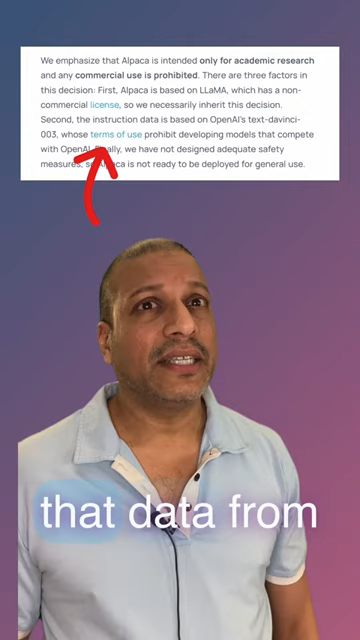 We emphasize that Alpaca is intended only for academic research
and any commercial use is prohibited. There are three factors in
this decision: First, Alpaca is based on LLaMA, which has a non-
commercial license, so we necessarily inherit this decision.
Second, the instruction data is based on OpenAI's text-davinci-
003, whose terms of use prohibit developing models that compete
with OpenAI. Finally, we have not designed adequate safety
measures, so Alpaca is not ready to be deployed for general use.
that data from